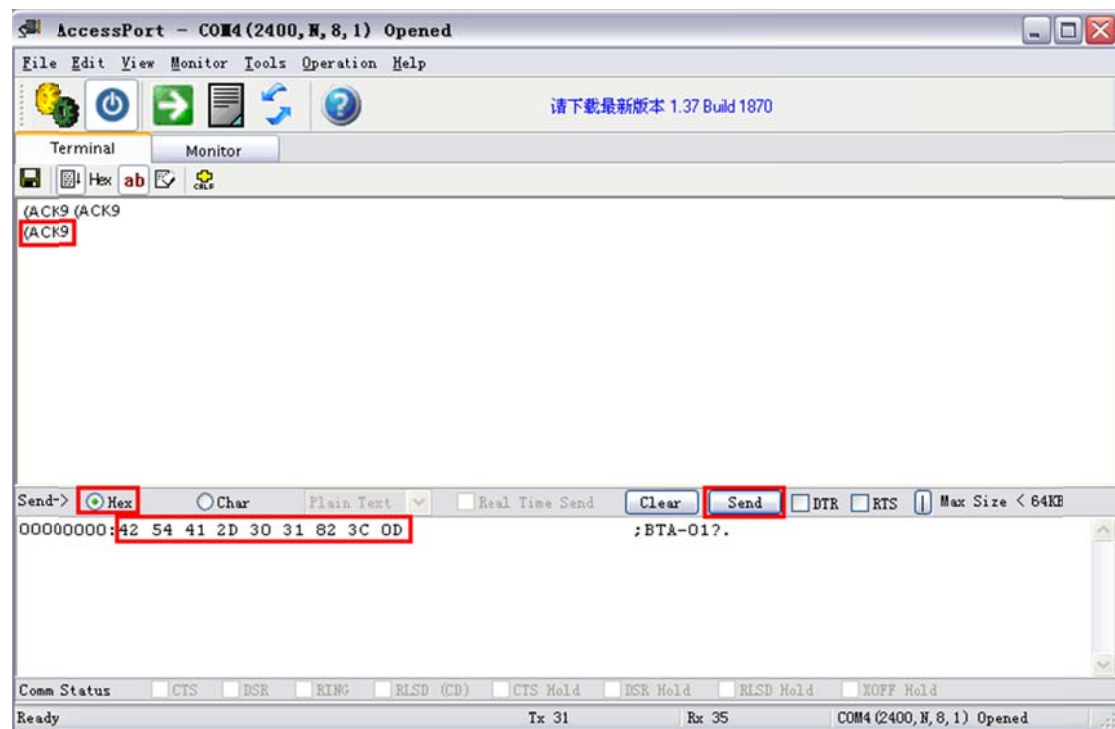 AccessPort - COM4(2400,N,8,1) Opened
File Edit View Monitor Tools Operation Help
请下载最新版本 1.37 Build 1870
Terminal Monitor
Hex ab CRLF
(ACK9 (ACK9
(ACK9
Send-> Hex Char Plain Text Real Time Send Clear Send DTR RTS Max Size < 64KB
00000000:42 54 41 2D 30 31 82 3C 0D ;BTA-01?.
Comm Status CTS DSR RING RLSD (CD) CTS Hold DSR Hold RLSD Hold XOFF Hold
Ready Tx 31 Rx 35 COM4(2400,N,8,1) Opened